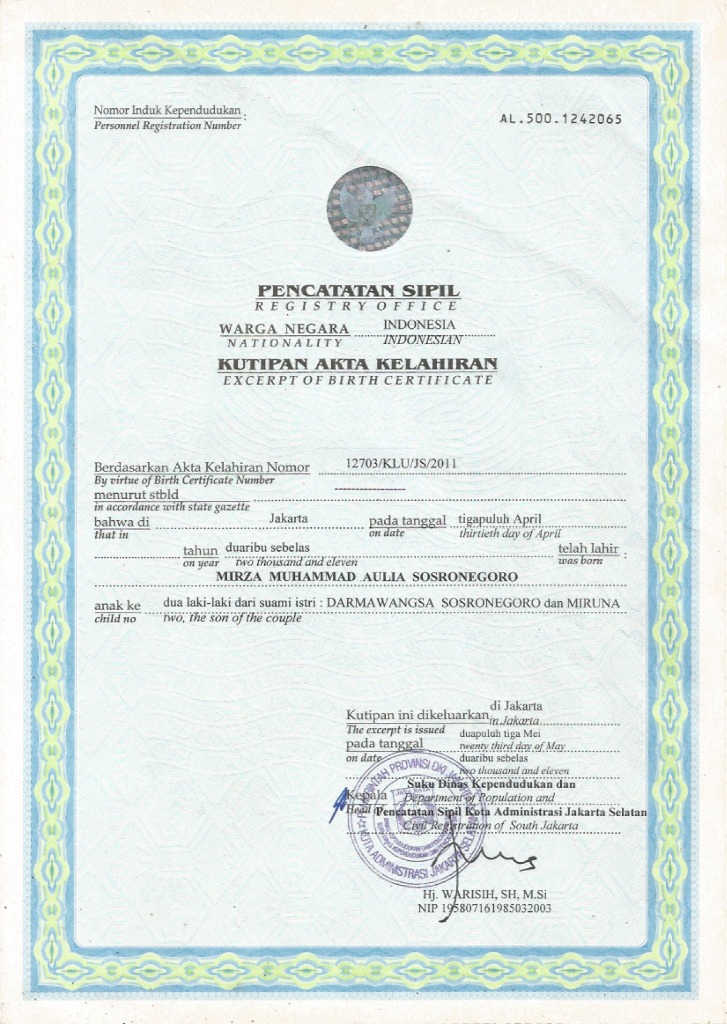 Nomor Induk Kependudukan :
Personnel Registration Number
AL.500.1242065
PENCATATAN SIPIL
REGISTRY OFFICE
WARGA NEGARA INDONESIA
NATIONALITY INDONESIAN
KUTIPAN AKTA KELAHIRAN
EXCERPT OF BIRTH CERTIFICATE
Berdasarkan Akta Kelahiran Nomor 12703/KLU/JS/2011
By virtue of Birth Certificate Number
menurut stbld -----------------
in accordance with state gazette
bahwa di Jakarta pada tanggal tigapuluh April
that in on date thirtieth day of April
tahun duaribu sebelas telah lahir :
on year two thousand and eleven was born
MIRZA MUHAMMAD AULIA SOSRONEGORO
anak ke dua laki-laki dari suami istri : DARMAWANGSA SOSRONEGORO dan MIRUNA
child no two, the son of the couple
di Jakarta
Kutipan ini dikeluarkan in Jakarta
The excerpt is issued duapuluh tiga Mei
pada tanggal twenty third day of May
on date duaribu sebelas
two thousand and eleven
Suku Dinas Kependudukan dan
Kepala Department of Population and
Head of Pencatatan Sipil Kota Administrasi Jakarta Selatan
Civil Registration of South Jakarta
PEMERINTAH PROVINSI DKI JAKARTA
KOTA ADMINISTRASI JAKARTA SELATAN
Hj. WARISIH, SH, M.Si
NIP 195807161985032003